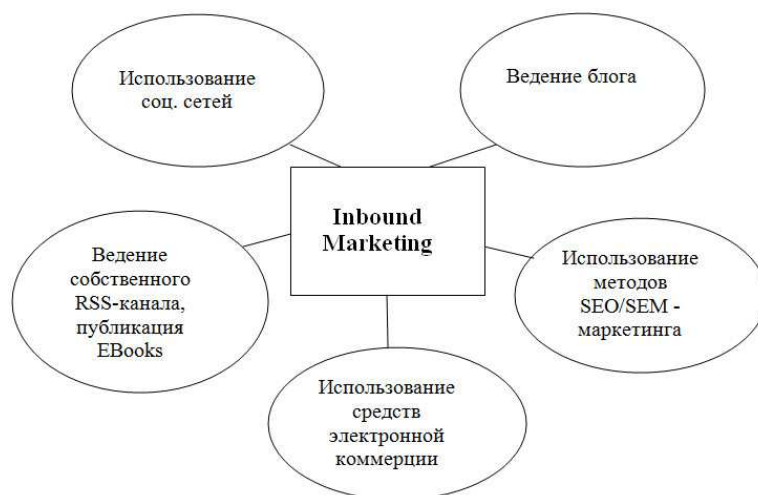 Использование
соц. сетей
Ведение блога
Inbound
Marketing
Ведение
собственного
RSS-канала,
публикация
EBooks
Использование
методов
SEO/SEM -
маркетинга
Использование
средств
электронной
коммерции